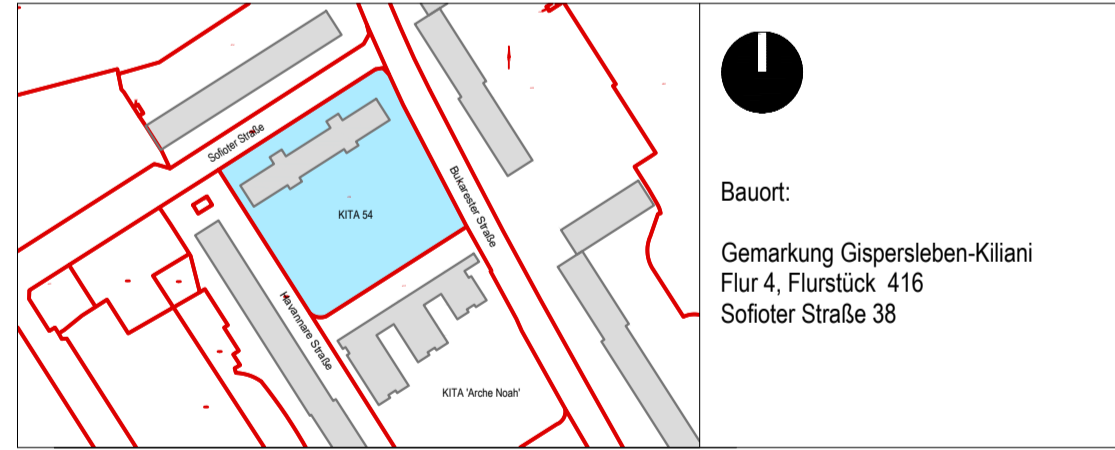 Sofioter Straße
KITA 54
Bukarester Straße
Havannare Straße
KITA 'Arche Noah'
Bauort:
Gemarkung Gispersleben-Kiliani
Flur 4, Flurstück 416
Sofioter Straße 38